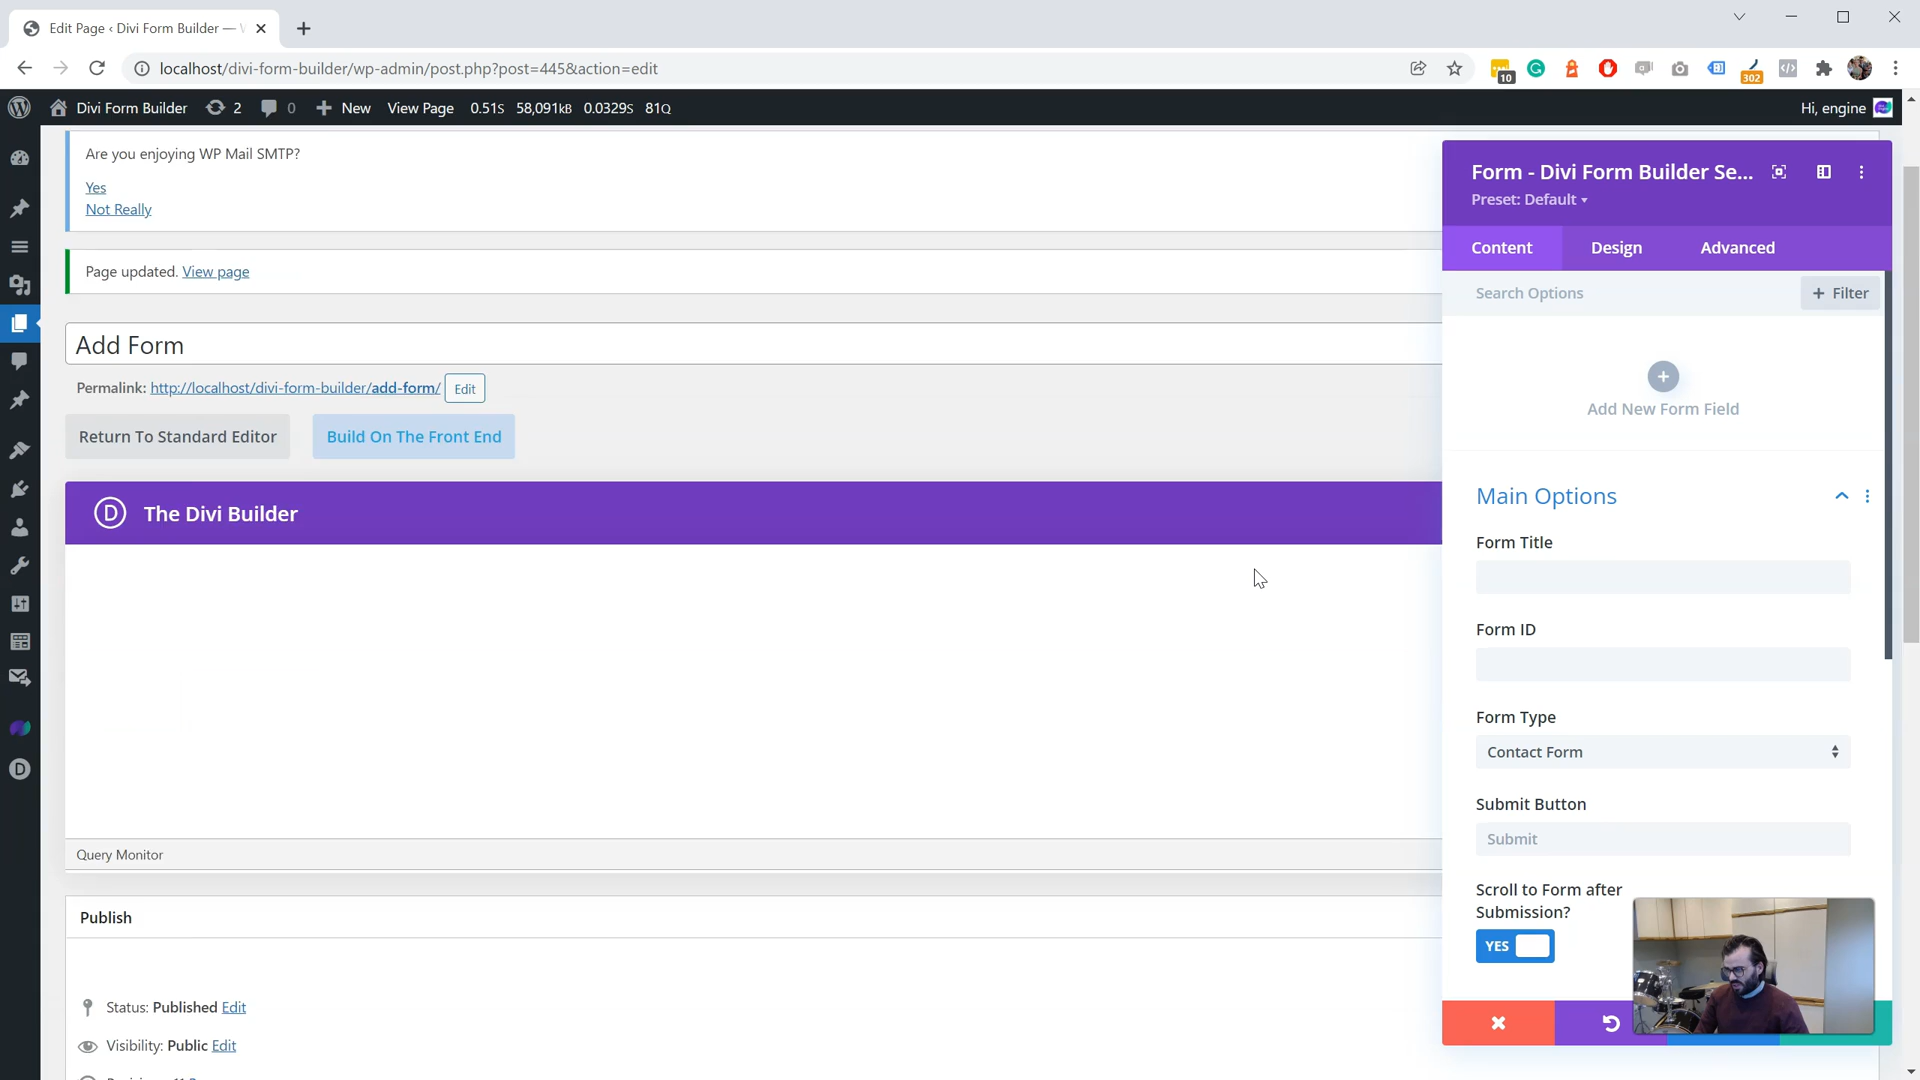 Edit Page ‹ Divi Form Builder —
localhost/divi-form-builder/wp-admin/post.php?post=445&action=edit
10
302
Divi Form Builder 2 0 New View Page 0.51S 58,091kB 0.0329S 81Q
Hi, engine
Are you enjoying WP Mail SMTP?
Yes
Not Really
Page updated. View page
Add Form
Permalink: http://localhost/divi-form-builder/add-form/ Edit
Return To Standard Editor Build On The Front End
D The Divi Builder
Query Monitor
Publish
Status: Published Edit
Visibility: Public Edit
Form - Divi Form Builder Se...
Preset: Default
Content Design Advanced
Search Options + Filter
Add New Form Field
Main Options
Form Title
Form ID
Form Type
Contact Form
Submit Button
Submit
Scroll to Form after
Submission?
YES